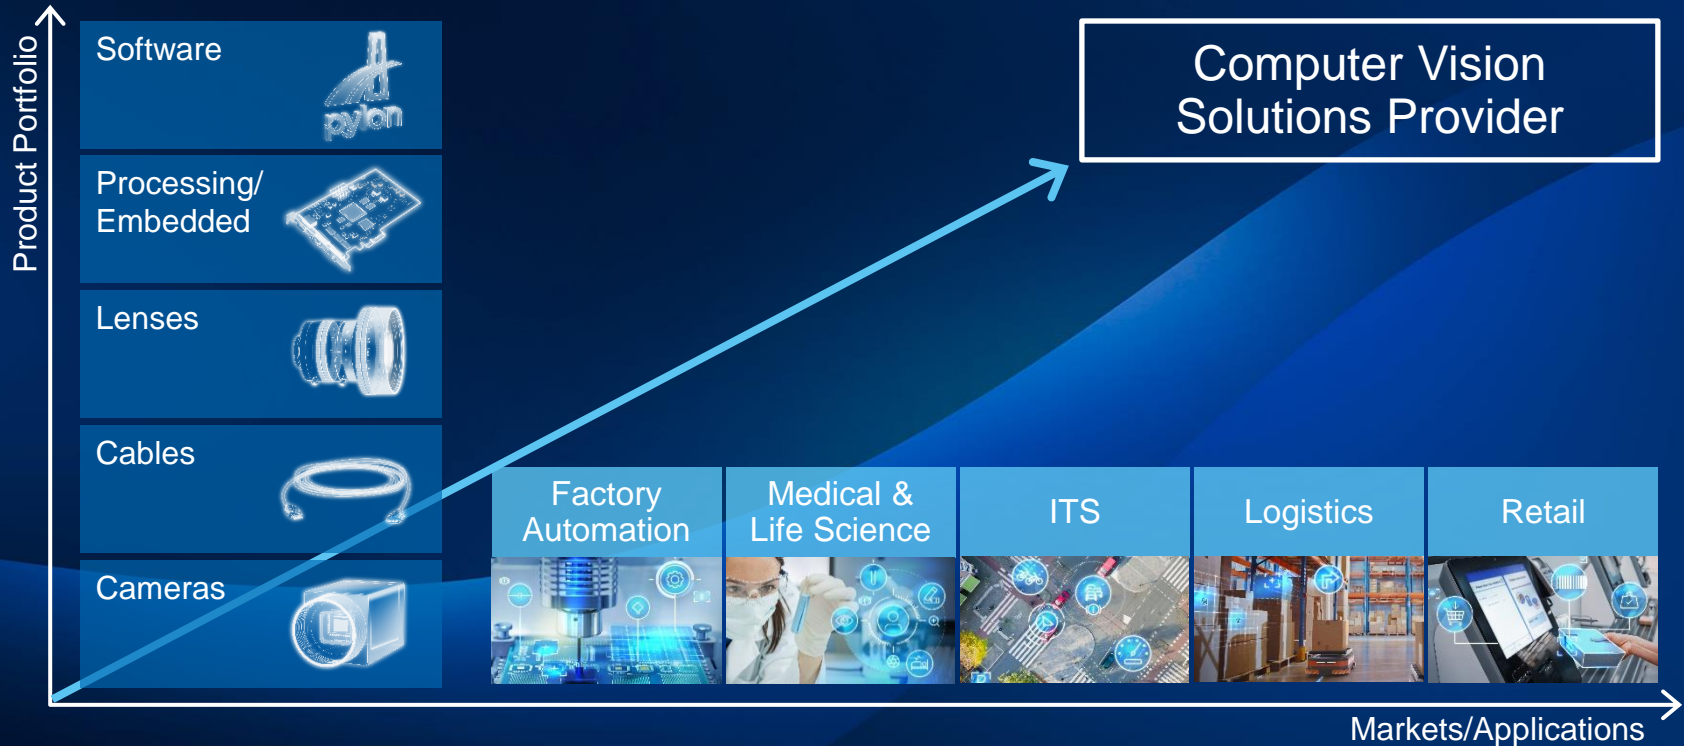 Product Portfolio
Software
pylon
Processing/
Embedded
Lenses
Cables
Cameras
Computer Vision
Solutions Provider
Factory
Automation
Medical &
Life Science
ITS
Logistics
Retail
Markets/Applications